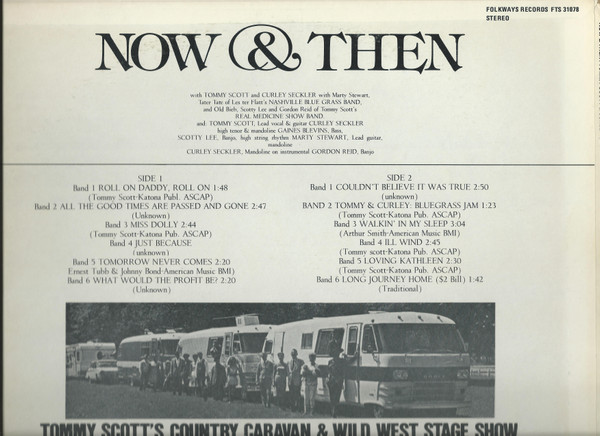 FOLKWAYS RECORDS FTS 31078
STEREO
NOW & THEN
with TOMMY SCOTT and CURLEY SECKLER with Marty Stewart,
Tater Tate of Les ter Flatt's NASHVILLE BLUE GRASS BAND,
and Old Bieb, Scotty Lee and Gordon Reid of Tommy Scott's
REAL MEDICINE SHOW BAND.
and: TOMMY SCOTT, Lead vocal & guitar CURLEY SECKLER
high tenor & mandoline GAINES BLEVINS, Bass,
SCOTTY LEE, Banjo, high string rhythm MARTY STEWART, Lead guitar,
mandoline
CURLEY SECKLER, Mandoline on instrumental GORDON REID, Banjo
SIDE 1
Band 1 ROLL ON DADDY, ROLL ON 1:48
(Tommy Scott-Katona Pub. ASCAP)
Band 2 ALL THE GOOD TIMES ARE PASSED AND GONE 2:47
(Unknown)
Band 3 MISS DOLLY 2:44
(Tommy Scott-Katona Pub. ASCAP)
Band 4 JUST BECAUSE
(unknown)
Band 5 TOMORROW NEVER COMES 2:20
Ernest Tubb & Johnny Bond-American Music BMI)
Band 6 WHAT WOULD THE PROFIT BE? 2:20
(Unknown)
SIDE 2
Band 1 COULDN'T BELIEVE IT WAS TRUE 2:50
(unknown)
BAND 2 TOMMY & CURLEY: BLUEGRASS JAM 1:23
(Tommy Scott-Katona Pub. ASCAP)
Band 3 WALKIN' IN MY SLEEP 3:04
(Arthur Smith-American Music BMI)
Band 4 ILL WIND 2:45
(Tommy scott-Katona Pub. ASCAP)
Band 5 LOVING KATHLEEN 2:30
(Tommy Scott-Katona Pub. ASCAP)
Band 6 LONG JOURNEY HOME ($2 Bill) 1:42
(Traditional)
TOMMY SCOTT'S COUNTRY CARAVAN & WILD WEST STAGE SHOW